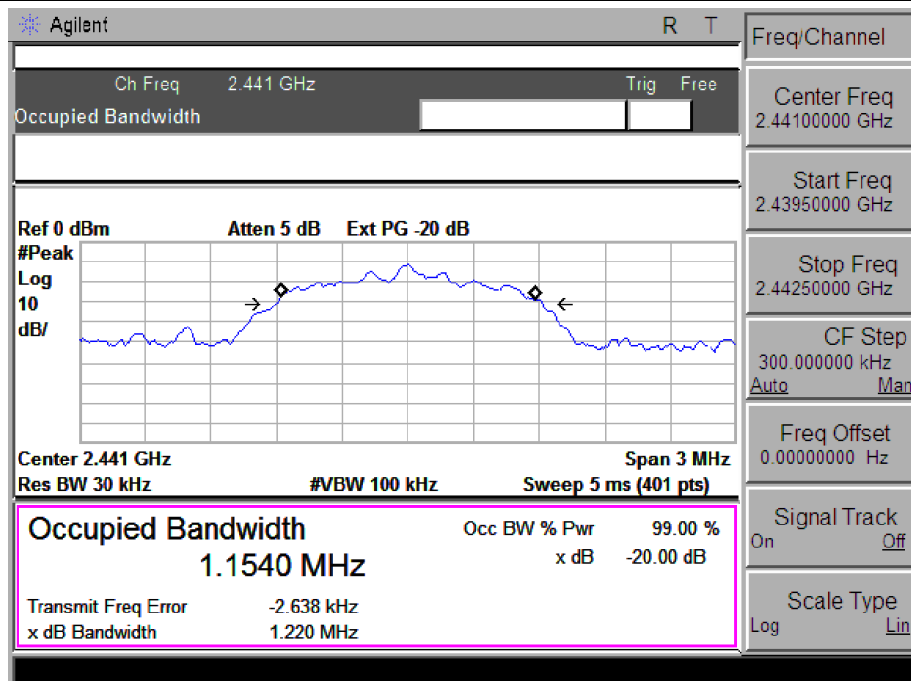 Agilent R T
Ch Freq 2.441 GHz Trig Free
Occupied Bandwidth
Ref 0 dBm Atten 5 dB Ext PG -20 dB
#Peak
Log
10
dB/
Center 2.441 GHz Span 3 MHz
Res BW 30 kHz #VBW 100 kHz Sweep 5 ms (401 pts)
Occupied Bandwidth Occ BW % Pwr 99.00 %
1.1540 MHz x dB -20.00 dB
Transmit Freq Error -2.638 kHz
x dB Bandwidth 1.220 MHz
Freq/Channel
Center Freq
2.44100000 GHz
Start Freq
2.43950000 GHz
Stop Freq
2.44250000 GHz
CF Step
300.000000 kHz
Auto Man
Freq Offset
0.00000000 Hz
Signal Track
On Off
Scale Type
Log Lin